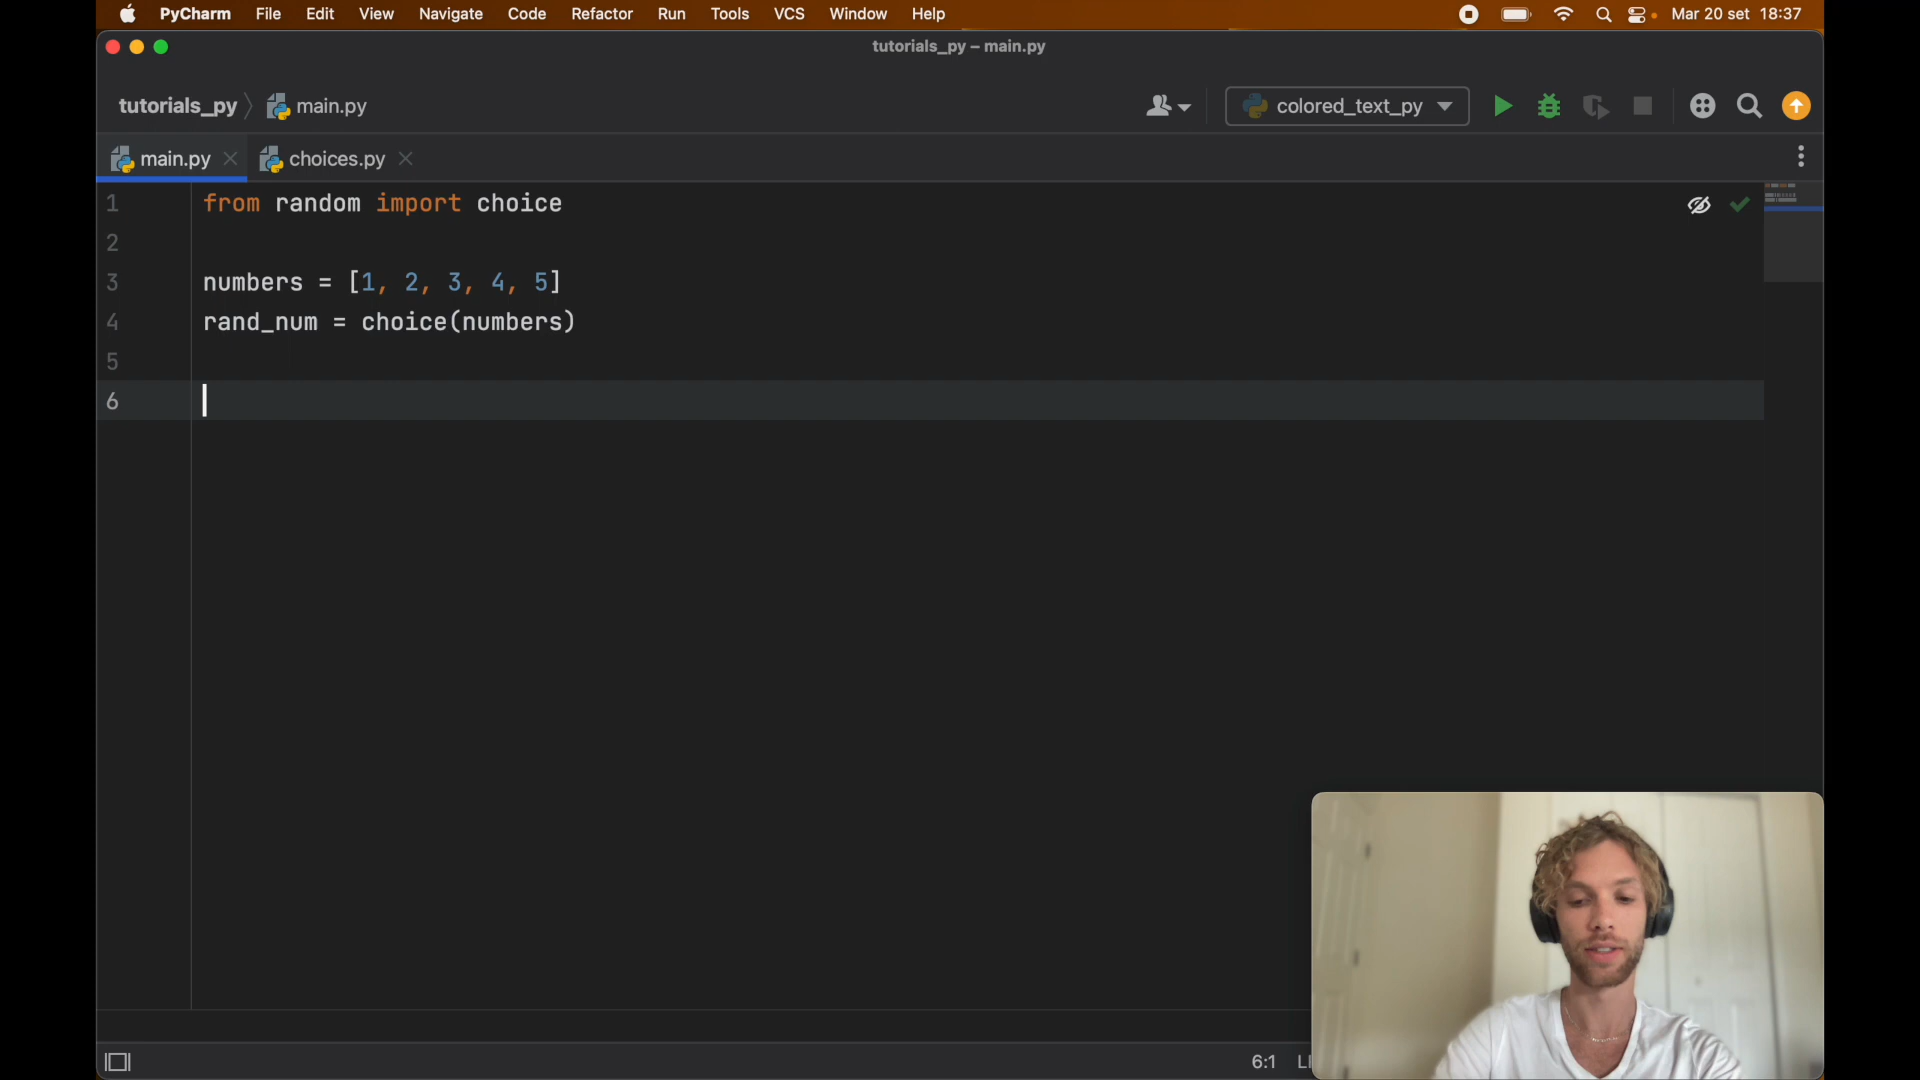 PyCharm File Edit View Navigate Code Refactor Run Tools VCS Window Help Mar 20 set 18:37
tutorials_py – main.py
tutorials_py main.py colored_text_py
main.py choices.py
1 from random import choice
2
3 numbers = [1, 2, 3, 4, 5]
4 rand_num = choice(numbers)
5
6
6:1